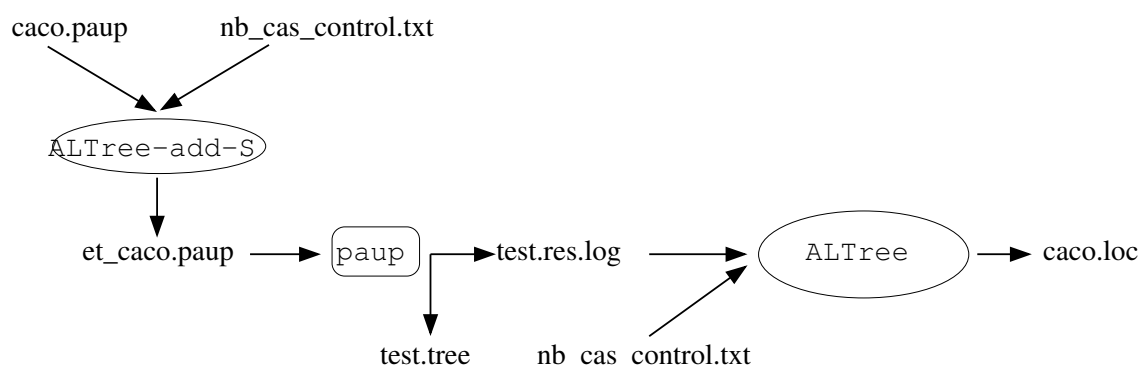 caco.paup
nb_cas_control.txt
ALTree-add-S
et_caco.paup
paup
test.res.log
ALTree
caco.loc
test.tree
nb cas control.txt